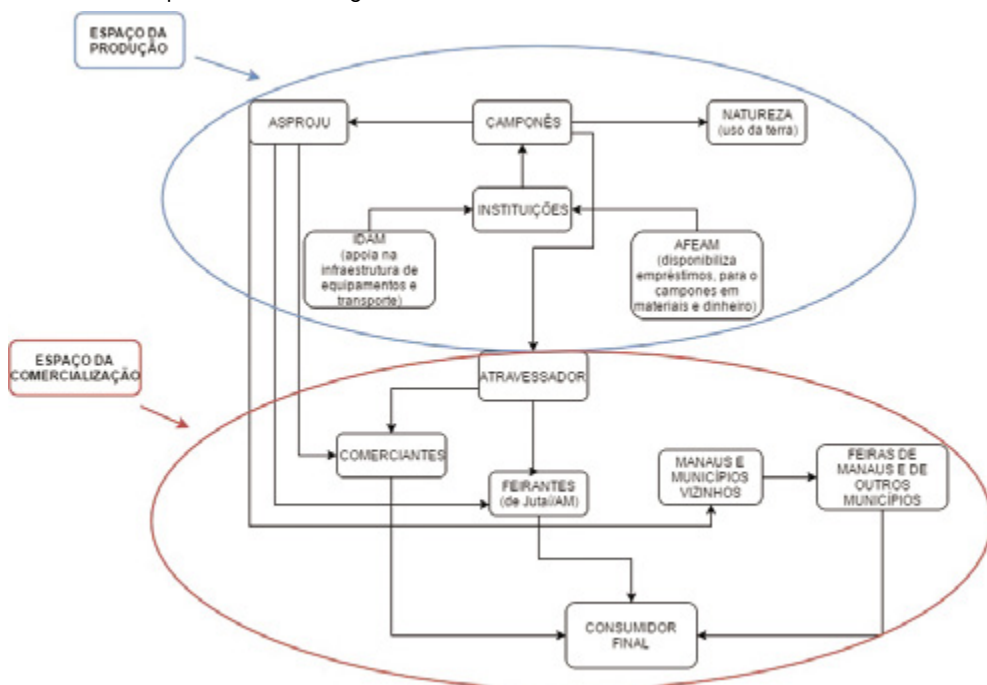 ESPAÇO DA
PRODUÇÃO
ASPROJU
CAMPONÊS
NATUREZA
(uso da terra)
INSTITUIÇÕES
IDAM
(apoia na
infraestrutura de
equipamentos e
transporte)
AFEAM
(disponibiliza
empréstimos, para o
campones em
materiais e dinheiro)
ESPAÇO DA
COMERCIALIZAÇÃO
ATRAVESSADOR
COMERCIANTES
FEIRANTES
(de Jutaí/AM)
MANAUS E
MUNICÍPIOS
VIZINHOS
FEIRAS DE
MANAUS E DE
OUTROS
MUNICÍPIOS
CONSUMIDOR
FINAL